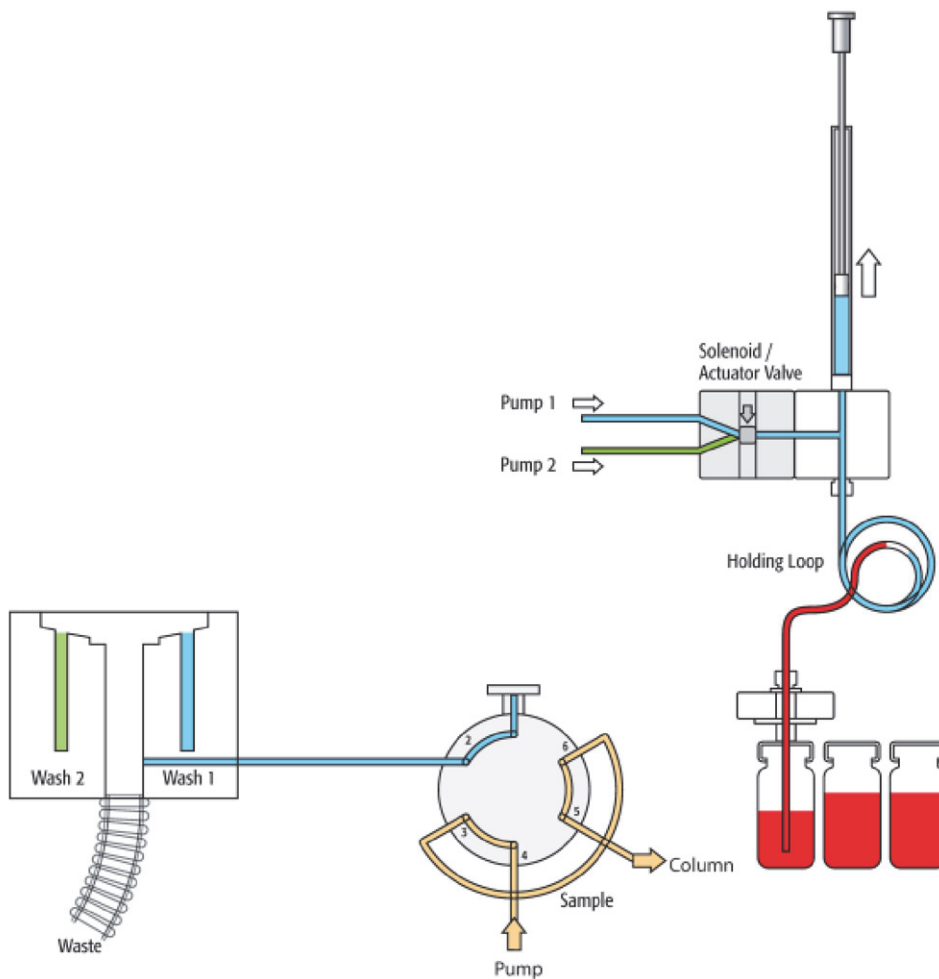 Solenoid /
Actuator Valve
Pump 1
Pump 2
Holding Loop
Wash 2
Wash 1
2
6
3
5
4
Column
Sample
Waste
Pump